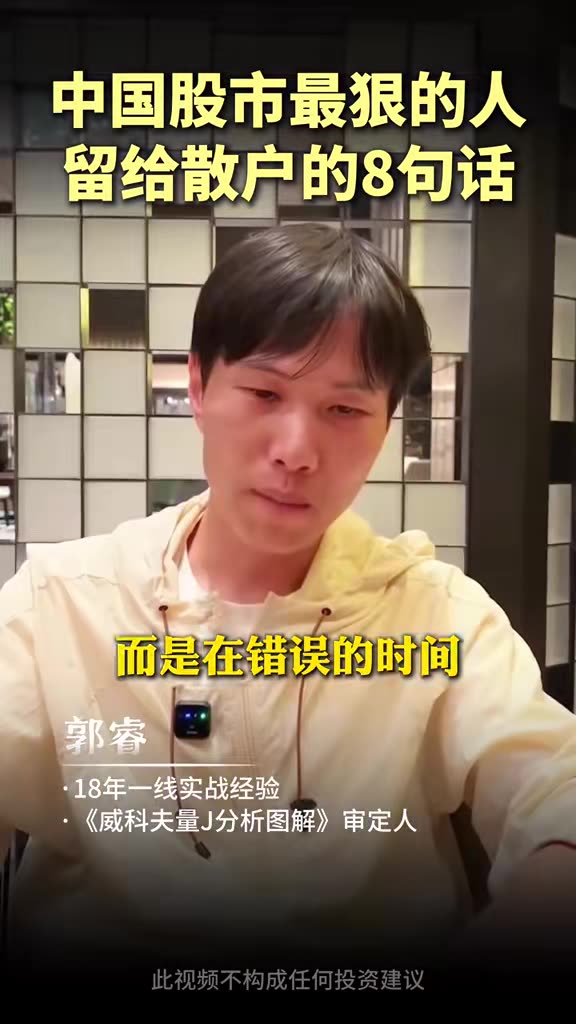 中国股市最狠的人
留给散户的8句话
而是在错误的时间
郭睿
·18年一线实战经验
·《威科夫量J分析图解》审定人
此视频不构成任何投资建议